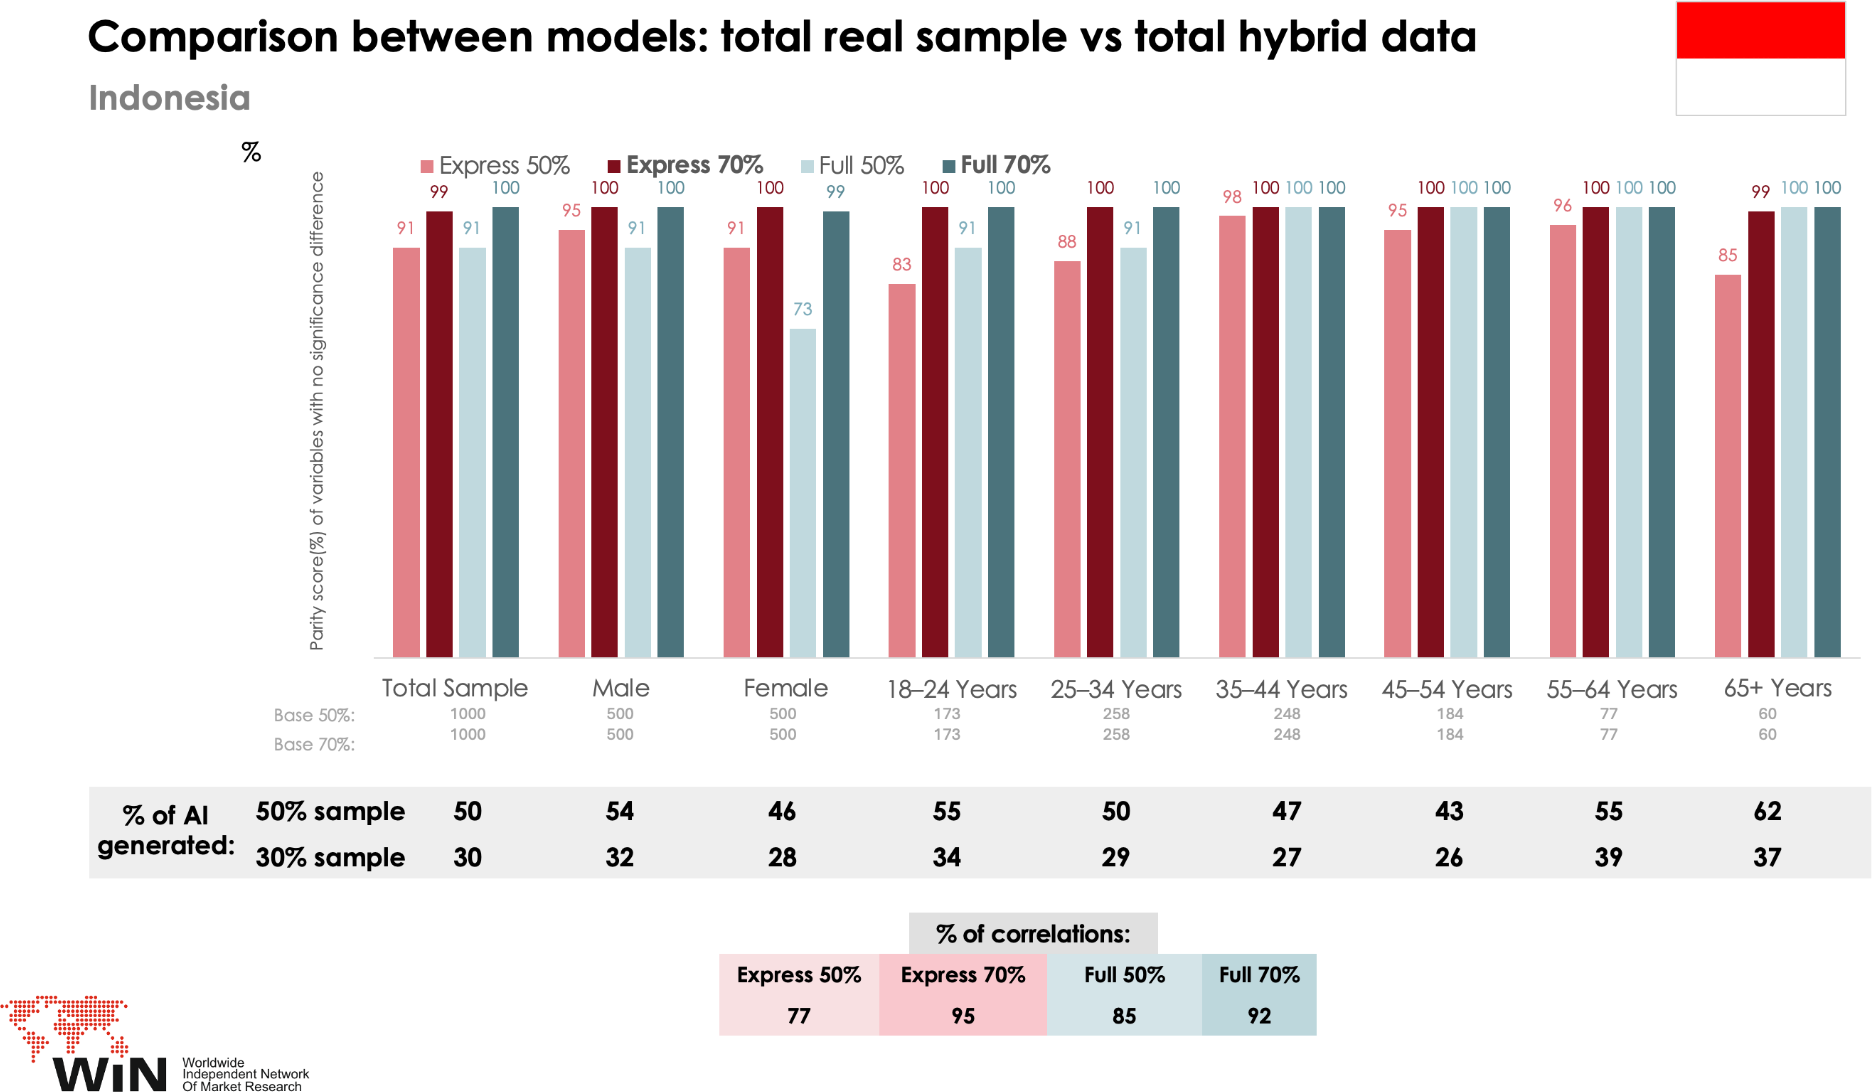 Comparison between models: total real sample vs total hybrid data
Indonesia
%
Parity score(%) of variables with no significance difference
Express 50% Express 70% Full 50% Full 70%
91 99 91 100 95 100 91 100 91 100 73 99 83 100 91 100 88 100 91 100 98 100 100 100 95 100 100 100 96 100 100 100 85 99 100 100
Total Sample Male Female 18–24 Years 25–34 Years 35–44 Years 45–54 Years 55–64 Years 65+ Years
Base 50%: 1000 500 500 173 258 248 184 77 60
Base 70%: 1000 500 500 173 258 248 184 77 60
% of AI generated:
50% sample 50 54 46 55 50 47 43 55 62
30% sample 30 32 28 34 29 27 26 39 37
% of correlations:
Express 50% Express 70% Full 50% Full 70%
77 95 85 92
WiN
Worldwide
Independent Network
Of Market Research